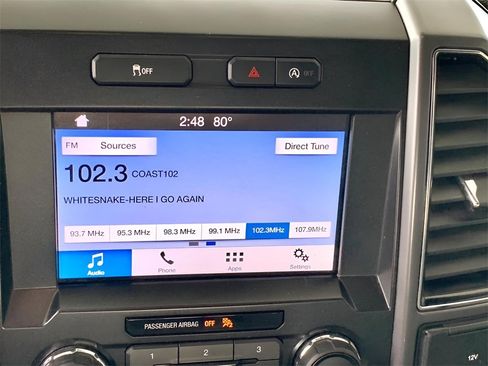 OFF
A OFF
2:48 80°
FM Sources Direct Tune
102.3 COAST102
WHITESNAKE-HERE I GO AGAIN
93.7 MHz 95.3 MHz 98.3 MHz 99.1 MHz 102.3MHz 107.9MHz
Audio Phone Apps Settings
PASSENGER AIRBAG OFF
1 2 3
12V